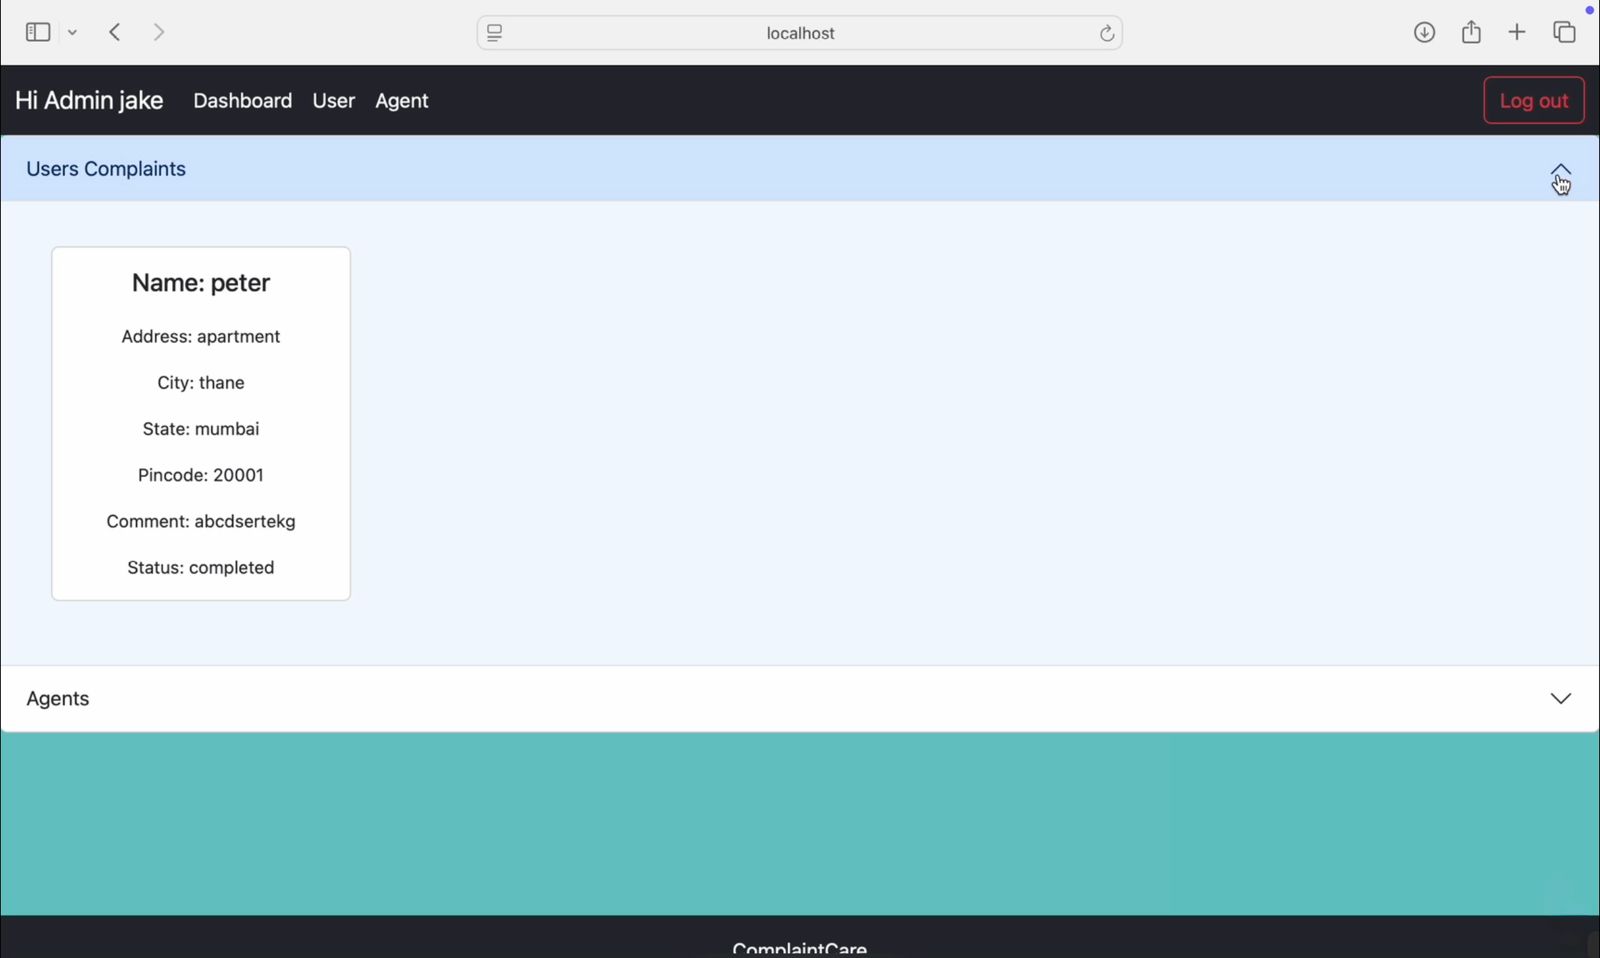 localhost
Hi Admin jake Dashboard User Agent Log out
Users Complaints
Name: peter
Address: apartment
City: thane
State: mumbai
Pincode: 20001
Comment: abcdsertekg
Status: completed
Agents
ComplaintCare